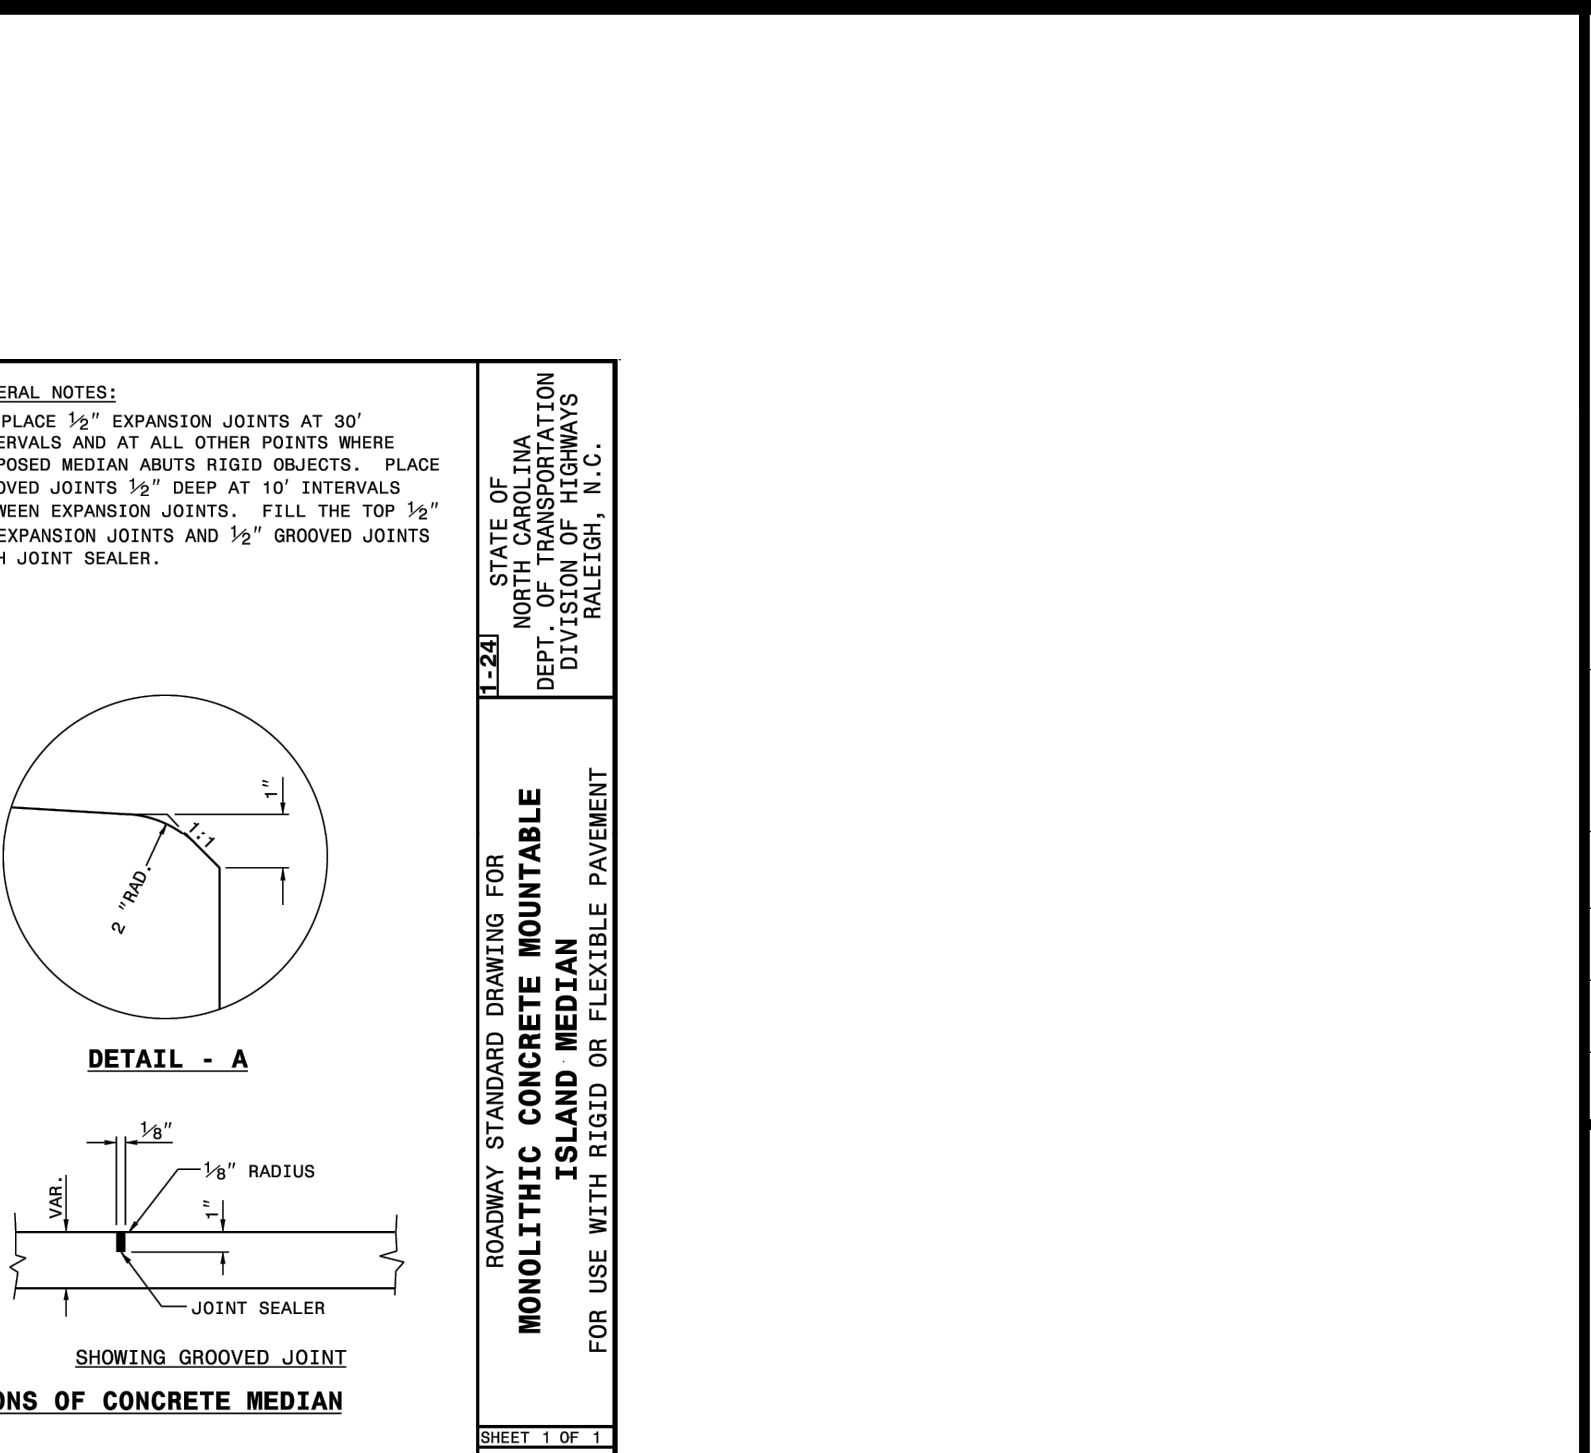 ERAL NOTES:
PLACE ½" EXPANSION JOINTS AT 30'
ERVALS AND AT ALL OTHER POINTS WHERE
POSED MEDIAN ABUTS RIGID OBJECTS. PLACE
OVED JOINTS ½" DEEP AT 10' INTERVALS
WEEN EXPANSION JOINTS. FILL THE TOP ½"
EXPANSION JOINTS AND ½" GROOVED JOINTS
H JOINT SEALER.
1"
1:1
2 "RAD.
DETAIL - A
⅛"
⅛" RADIUS
VAR.
1"
JOINT SEALER
SHOWING GROOVED JOINT
ONS OF CONCRETE MEDIAN
1-24
STATE OF
NORTH CAROLINA
DEPT. OF TRANSPORTATION
DIVISION OF HIGHWAYS
RALEIGH, N.C.
ROADWAY STANDARD DRAWING FOR
MONOLITHIC CONCRETE MOUNTABLE
ISLAND MEDIAN
FOR USE WITH RIGID OR FLEXIBLE PAVEMENT
SHEET 1 OF 1